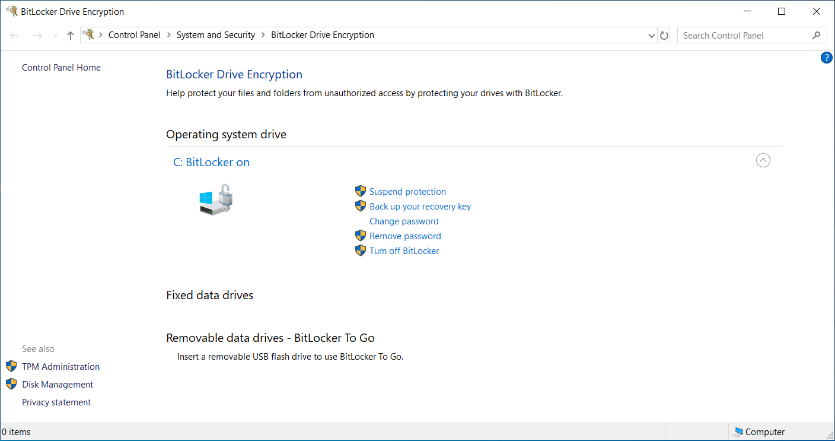 BitLocker Drive Encryption
Control Panel System and Security BitLocker Drive Encryption
Search Control Panel
Control Panel Home
BitLocker Drive Encryption
Help protect your files and folders from unauthorized access by protecting your drives with BitLocker.
Operating system drive
C: BitLocker on
Suspend protection
Back up your recovery key
Change password
Remove password
Turn off BitLocker
Fixed data drives
Removable data drives - BitLocker To Go
Insert a removable USB flash drive to use BitLocker To Go.
See also
TPM Administration
Disk Management
Privacy statement
0 items
Computer